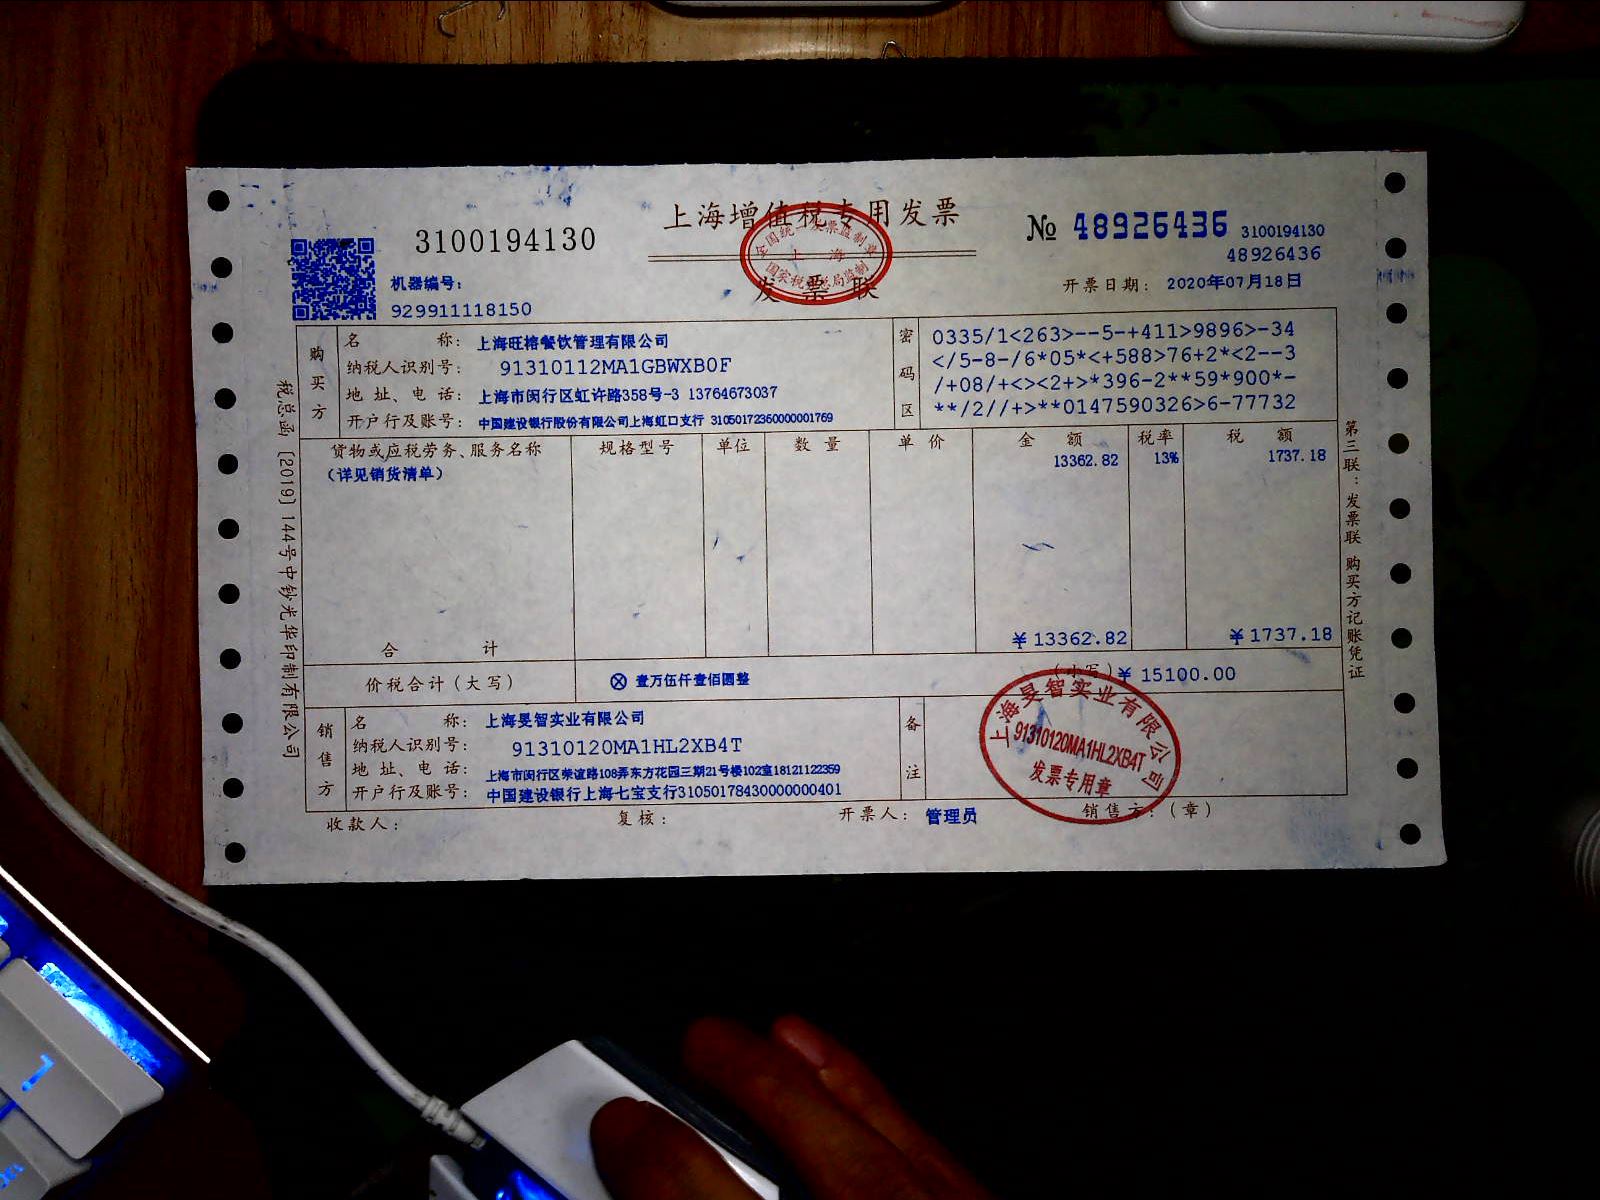 上海增值税专用发票
发票联
全国统一发票监制章
上海
国家税务总局监制
3100194130
№ 48926436
3100194130
48926436
机器编号：
929911118150
开票日期： 2020年07月18日
购买方
名称： 上海旺榕餐饮管理有限公司
纳税人识别号： 91310112MA1GBWXB0F
地址、电话： 上海市闵行区虹许路358号-3 13764673037
开户行及账号： 中国建设银行股份有限公司上海虹口支行 31050172360000001769
密码区
0335/1<263>--5-+411>9896>-34
</5-8-/6*05*<+588>76+2*<2--3
/+08/+<><2+>*396-2**59*900*-
**/2//+>**0147590326>6-77732
货物或应税劳务、服务名称 规格型号 单位 数量 单价 金额 税率 税额
（详见销货清单） 13362.82 13% 1737.18
合计 ¥13362.82 ¥1737.18
价税合计（大写） ⊗ 壹万伍仟壹佰圆整 （小写）¥ 15100.00
销售方
名称： 上海旻智实业有限公司
纳税人识别号： 91310120MA1HL2XB4T
地址、电话： 上海市闵行区荣谊路108弄东方花园三期21号楼102室18121122359
开户行及账号： 中国建设银行上海七宝支行31050178430000000401
备注
上海旻智实业有限公司
91310120MA1HL2XB4T
发票专用章
收款人： 复核： 开票人： 管理员 销售方：（章）
税总函〔2019〕144号中钞光华印制有限公司
第三联：发票联 购买方记账凭证